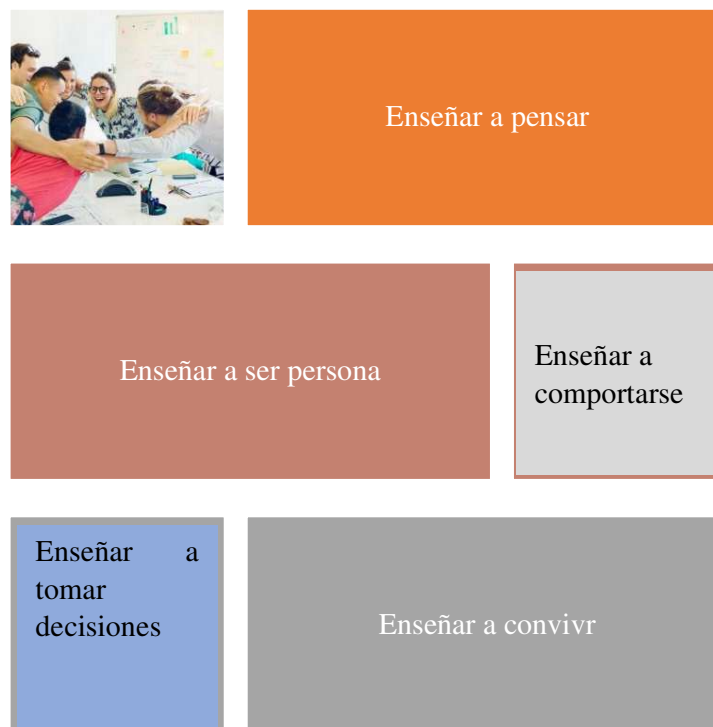 Enseñar a pensar
Enseñar a ser persona
Enseñar a
comportarse
Enseñar a
tomar
decisiones
Enseñar a convivr